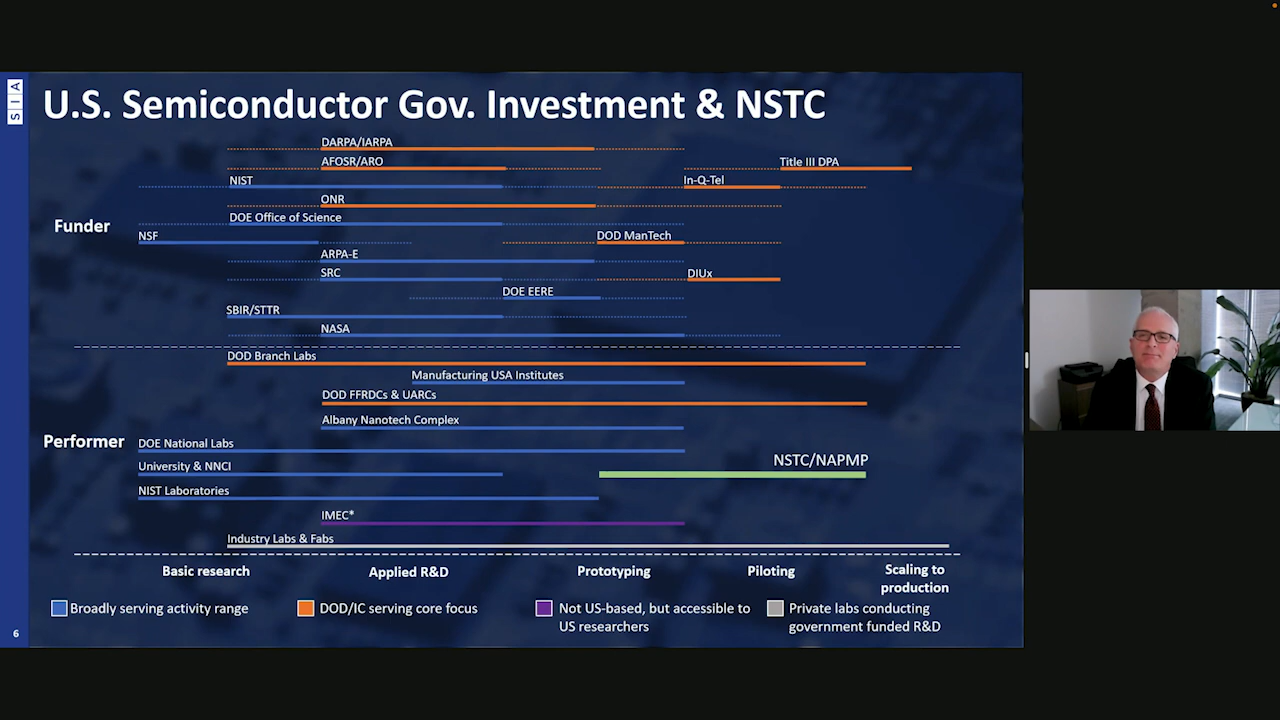 SIA
U.S. Semiconductor Gov. Investment & NSTC
DARPA/IARPA
AFOSR/ARO
Title III DPA
NIST
In-Q-Tel
ONR
DOE Office of Science
Funder
NSF
DOD ManTech
ARPA-E
SRC
DIUx
DOE EERE
SBIR/STTR
NASA
DOD Branch Labs
Manufacturing USA Institutes
DOD FFRDCs & UARCs
Albany Nanotech Complex
Performer
DOE National Labs
University & NNCI
NSTC/NAPMP
NIST Laboratories
IMEC*
Industry Labs & Fabs
Basic research
Applied R&D
Prototyping
Piloting
Scaling to
production
Broadly serving activity range
DOD/IC serving core focus
Not US-based, but accessible to
US researchers
Private labs conducting
government funded R&D
6